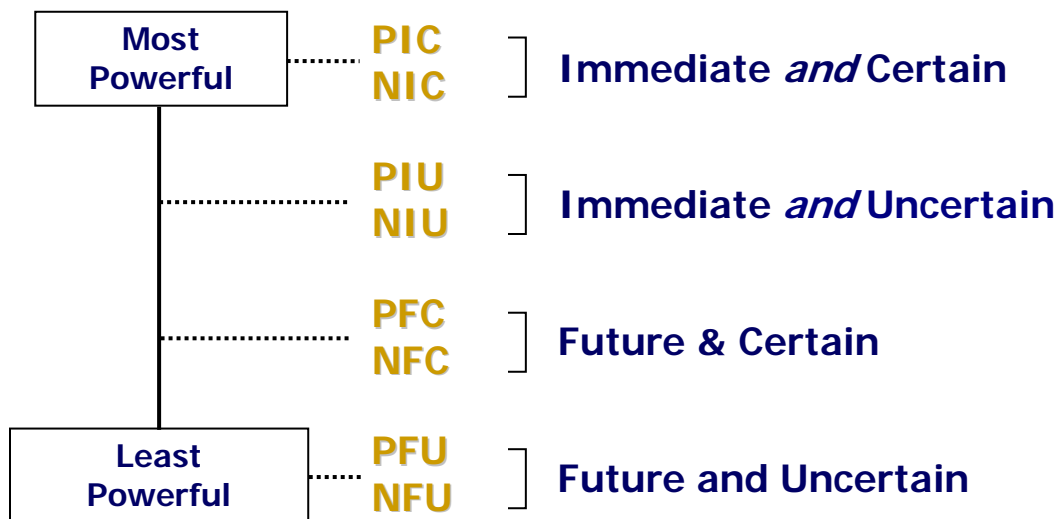 Most
Powerful
PIC
NIC
Immediate and Certain
PIU
NIU
Immediate and Uncertain
PFC
NFC
Future & Certain
Least
Powerful
PFU
NFU
Future and Uncertain